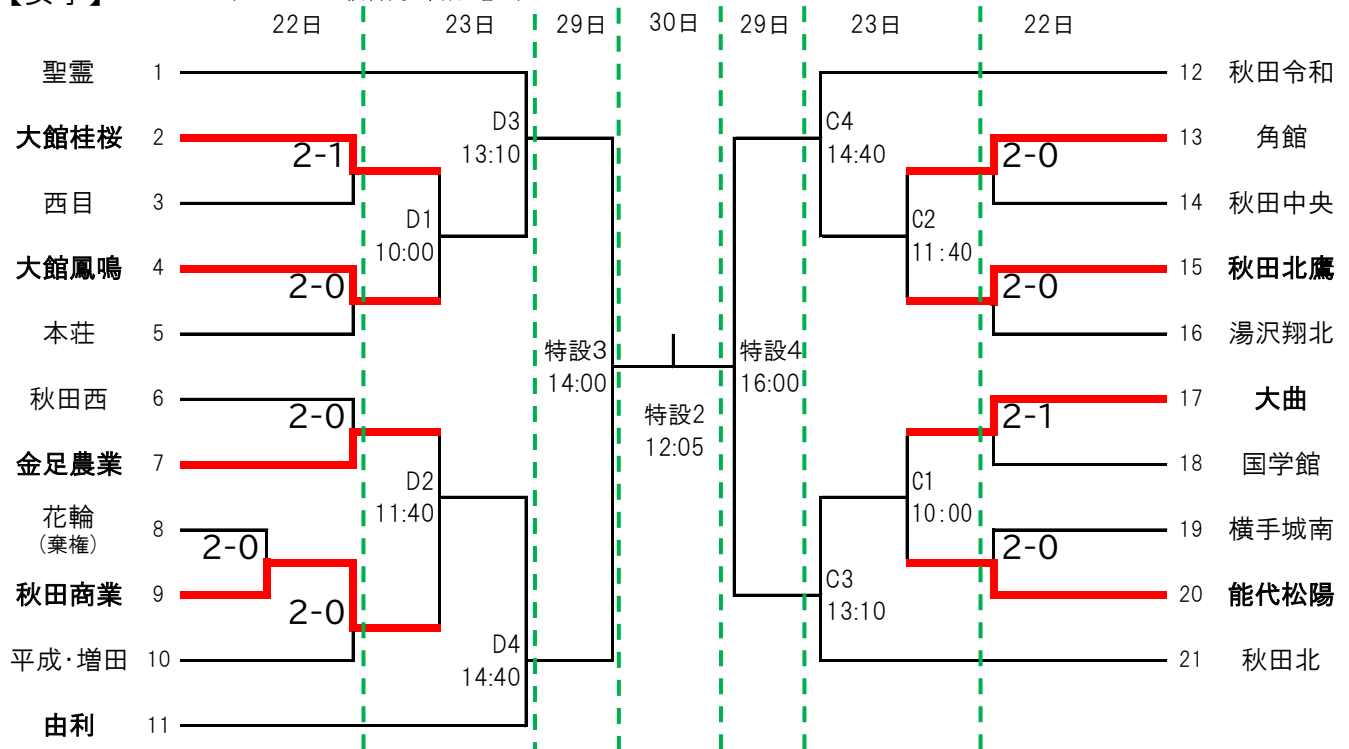 22日 23日 29日 30日 29日 23日 22日
聖霊 1
大館桂桜 2
2-1
西目 3
大館鳳鳴 4
2-0
本荘 5
秋田西 6
2-0
金足農業 7
花輪 8
(棄権)
2-0
秋田商業 9
2-0
平成・増田 10
由利 11
D3
13:10
D1
10:00
D2
11:40
D4
14:40
特設3
14:00
特設2
12:05
特設4
16:00
C4
14:40
C2
11:40
C1
10:00
C3
13:10
12 秋田令和
13 角館
2-0
14 秋田中央
15 秋田北鷹
2-0
16 湯沢翔北
17 大曲
2-1
18 国学館
19 横手城南
2-0
20 能代松陽
21 秋田北